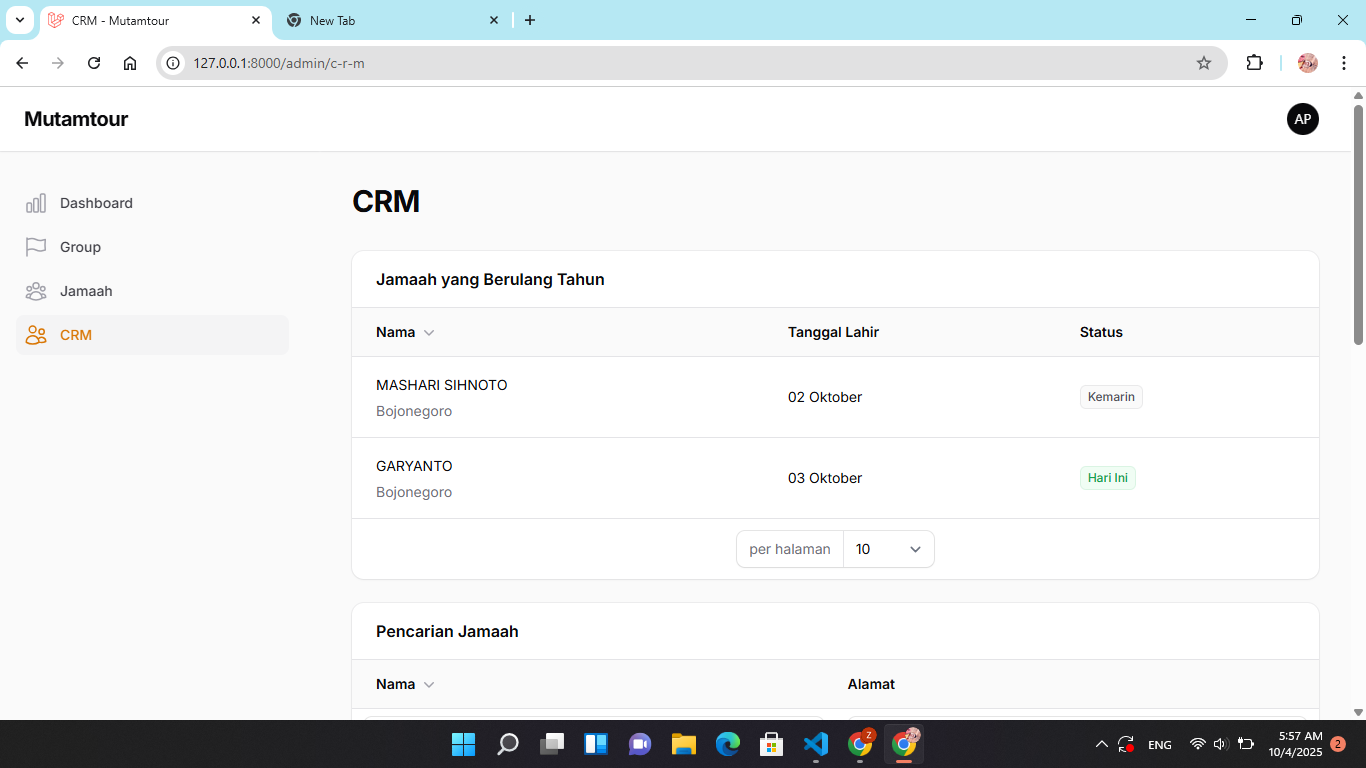 CRM - Mutamtour
New Tab
127.0.0.1:8000/admin/c-r-m
Mutamtour
AP
Dashboard
Group
Jamaah
CRM
CRM
Jamaah yang Berulang Tahun
Nama Tanggal Lahir Status
MASHARI SIHNOTO
Bojonegoro
02 Oktober
Kemarin
GARYANTO
Bojonegoro
03 Oktober
Hari Ini
per halaman 10
Pencarian Jamaah
Nama Alamat
Z
ENG
5:57 AM
10/4/2025
2